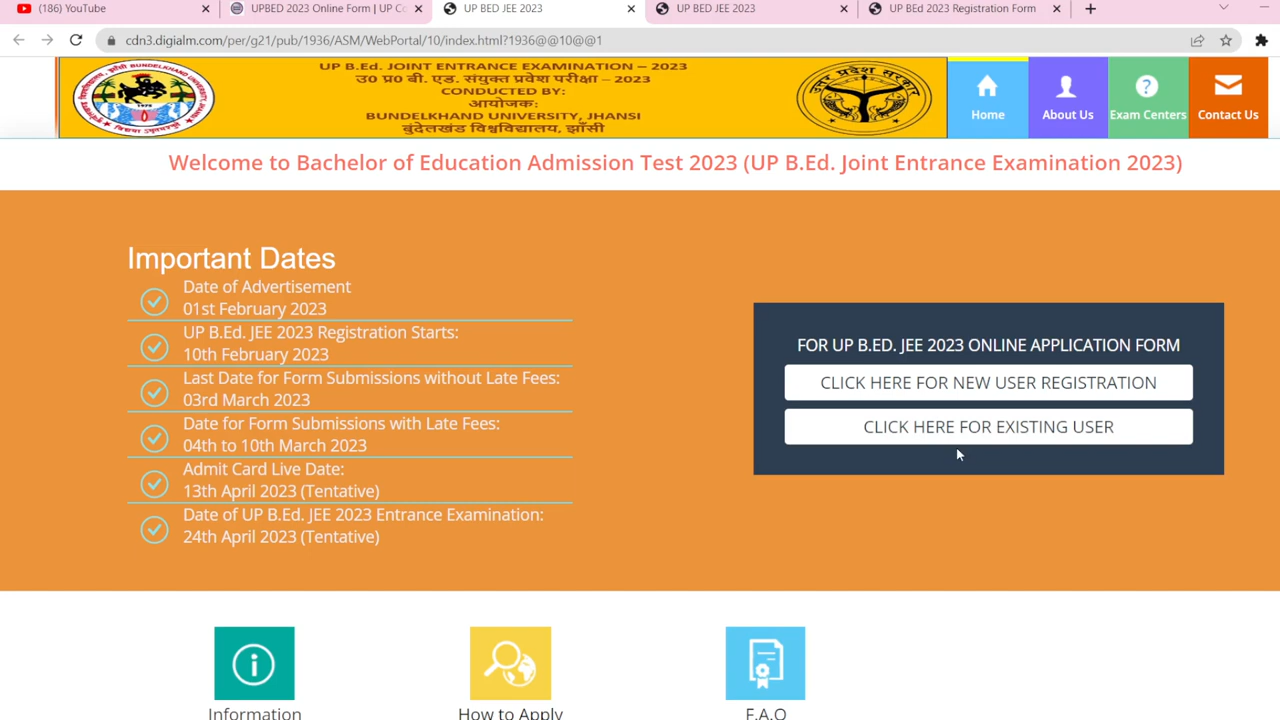 (186) YouTube
UPBED 2023 Online Form | UP Co
UP BED JEE 2023
UP BED JEE 2023
UP BEd 2023 Registration Form
cdn3.digialm.com/per/g21/pub/1936/ASM/WebPortal/10/index.html?1936@@10@@1
UP B.Ed. JOINT ENTRANCE EXAMINATION – 2023
उ0 प्र0 बी. एड. संयुक्त प्रवेश परीक्षा – 2023
CONDUCTED BY:
आयोजक:
BUNDELKHAND UNIVERSITY, JHANSI
बुंदेलखंड विश्वविद्यालय, झाँसी
Home
About Us
Exam Centers
Contact Us
Welcome to Bachelor of Education Admission Test 2023 (UP B.Ed. Joint Entrance Examination 2023)
Important Dates
Date of Advertisement
01st February 2023
UP B.Ed. JEE 2023 Registration Starts:
10th February 2023
Last Date for Form Submissions without Late Fees:
03rd March 2023
Date for Form Submissions with Late Fees:
04th to 10th March 2023
Admit Card Live Date:
13th April 2023 (Tentative)
Date of UP B.Ed. JEE 2023 Entrance Examination:
24th April 2023 (Tentative)
FOR UP B.ED. JEE 2023 ONLINE APPLICATION FORM
CLICK HERE FOR NEW USER REGISTRATION
CLICK HERE FOR EXISTING USER
Information
How to Apply
F.A.Q